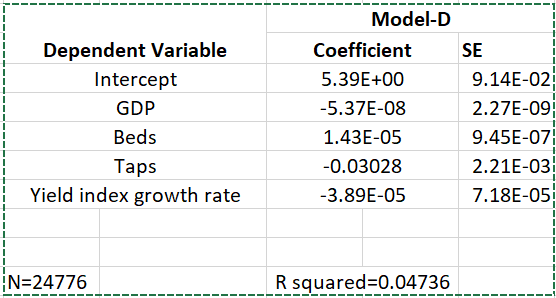 Model-D
Dependent Variable Coefficient SE
Intercept 5.39E+00 9.14E-02
GDP -5.37E-08 2.27E-09
Beds 1.43E-05 9.45E-07
Taps -0.03028 2.21E-03
Yield index growth rate -3.89E-05 7.18E-05
N=24776 R squared=0.04736